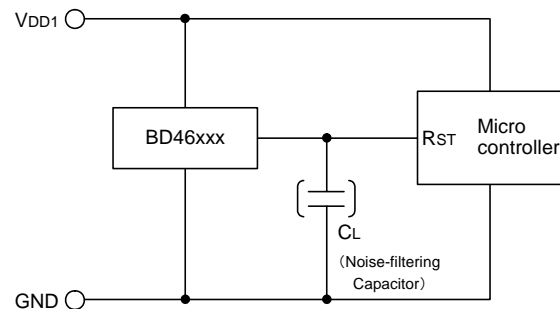 VDD1
BD46xxx
RST
Micro
controller
CL
（Noise-filtering
Capacitor）
GND